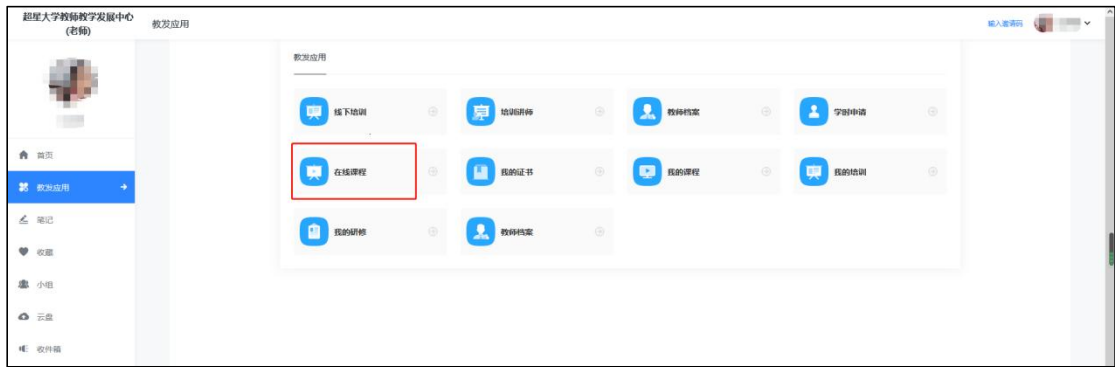 超星大学教师教学发展中心
(老师)
教发应用
输入邀请码
教发应用
线下培训
培训讲师
教师档案
学时申请
在线课程
我的证书
我的课程
我的培训
我的研修
教师档案
首页
教发应用
笔记
收藏
小组
云盘
收件箱